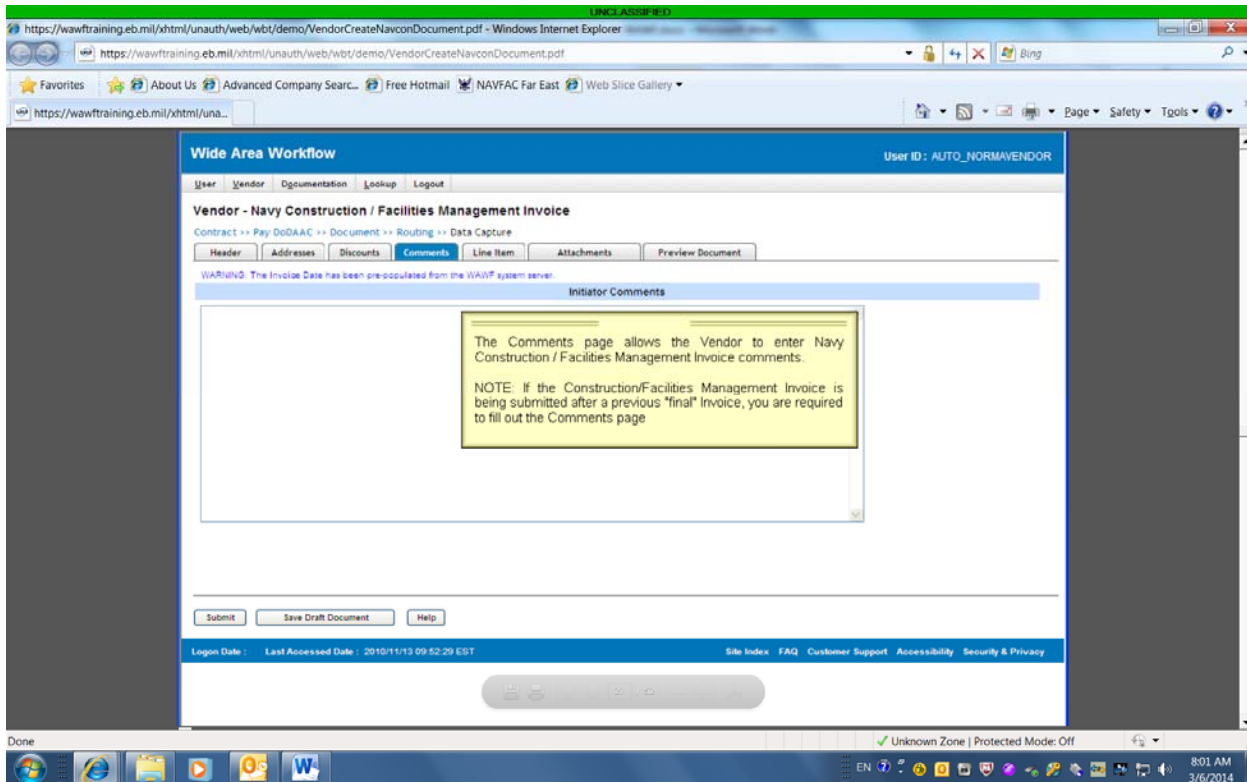 UNCLASSIFIED
https://wawftraining.eb.mil/xhtml/unauth/web/wbt/demo/VendorCreateNavconDocument.pdf - Windows Internet Explorer
https://wawftraining.eb.mil/xhtml/unauth/web/wbt/demo/VendorCreateNavconDocument.pdf
Bing
Favorites About Us Advanced Company Searc... Free Hotmail NAVFAC Far East Web Slice Gallery
https://wawftraining.eb.mil/xhtml/una...
Page Safety Tools
Wide Area Workflow
User ID : AUTO_NORMAVENDOR
User Vendor Documentation Lookup Logout
Vendor - Navy Construction / Facilities Management Invoice
Contract >> Pay DoDAAC >> Document >> Routing >> Data Capture
Header Addresses Discounts Comments Line Item Attachments Preview Document
WARNING: The Invoice Date has been pre-populated from the WAWF system server.
Initiator Comments
The Comments page allows the Vendor to enter Navy
Construction / Facilities Management Invoice comments.
NOTE: If the Construction/Facilities Management Invoice is
being submitted after a previous "final" Invoice, you are required
to fill out the Comments page
Submit Save Draft Document Help
Logon Date : Last Accessed Date : 2010/11/13 09:52:29 EST
Site Index FAQ Customer Support Accessibility Security & Privacy
Done
Unknown Zone | Protected Mode: Off
EN
8:01 AM
3/6/2014